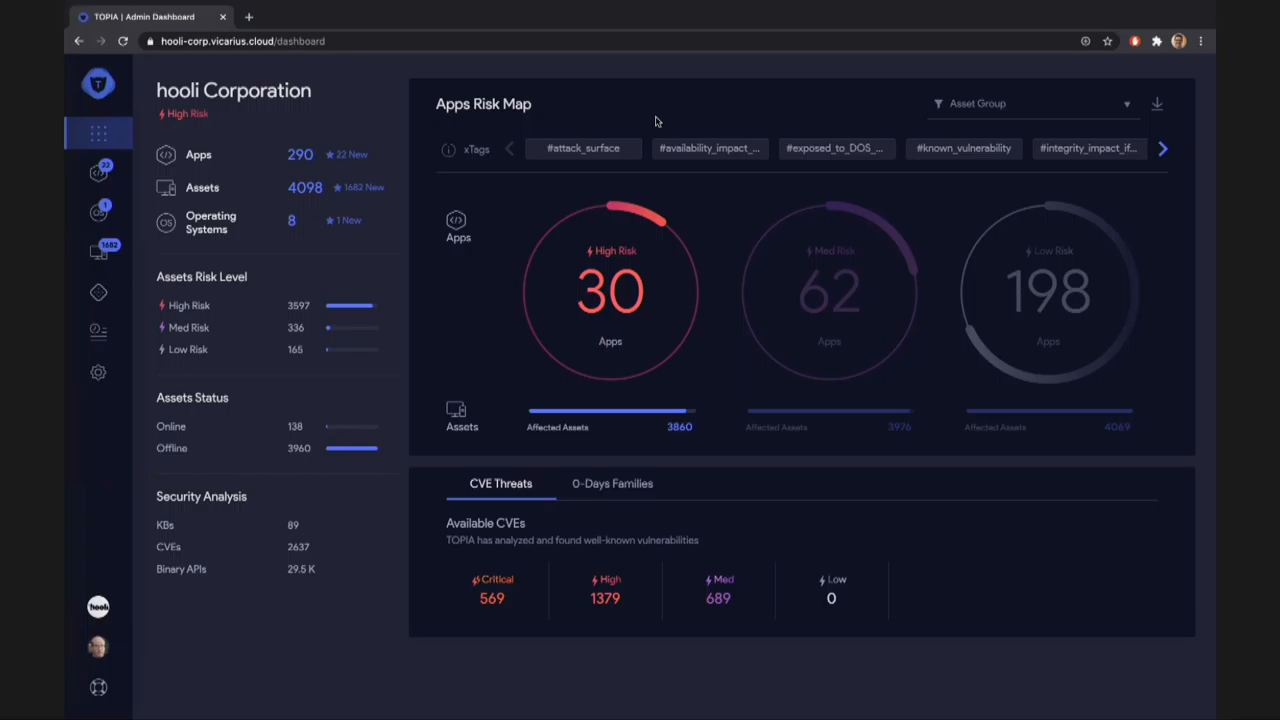 TOPIA | Admin Dashboard
hooli-corp.vicarius.cloud/dashboard
T
22
OS
1
1682
hooli
hooli Corporation
High Risk
Apps 290 22 New
Assets 4098 1682 New
OS
Operating
Systems
8 1 New
Assets Risk Level
High Risk 3597
Med Risk 336
Low Risk 165
Assets Status
Online 138
Offline 3960
Security Analysis
KBs 89
CVEs 2637
Binary APIs 29.5 K
Apps Risk Map
Asset Group
xTags
#attack_surface
#availability_impact_...
#exposed_to_DOS_...
#known_vulnerability
#integrity_impact_if...
Apps
High Risk
30
Apps
Med Risk
62
Apps
Low Risk
198
Apps
Assets
Affected Assets 3860
Affected Assets 3976
Affected Assets 4069
CVE Threats 0-Days Families
Available CVEs
TOPIA has analyzed and found well-known vulnerabilities
Critical
569
High
1379
Med
689
Low
0